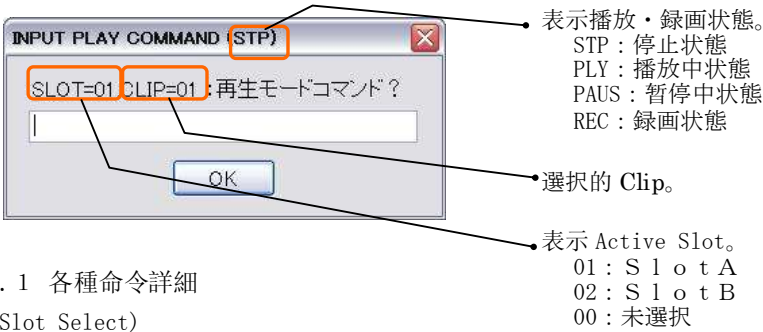 INPUT PLAY COMMAND (STP)
SLOT=01 CLIP=01 :再生モードコマンド?
OK
表示播放・録画状態。
STP:停止状態
PLY:播放中状態
PAUS:暫停中状態
REC:録画状態
選択的 Clip。
表示 Active Slot。
01:SlotA
02:SlotB
00:未選択
.1 各種命令詳細
Slot Select)